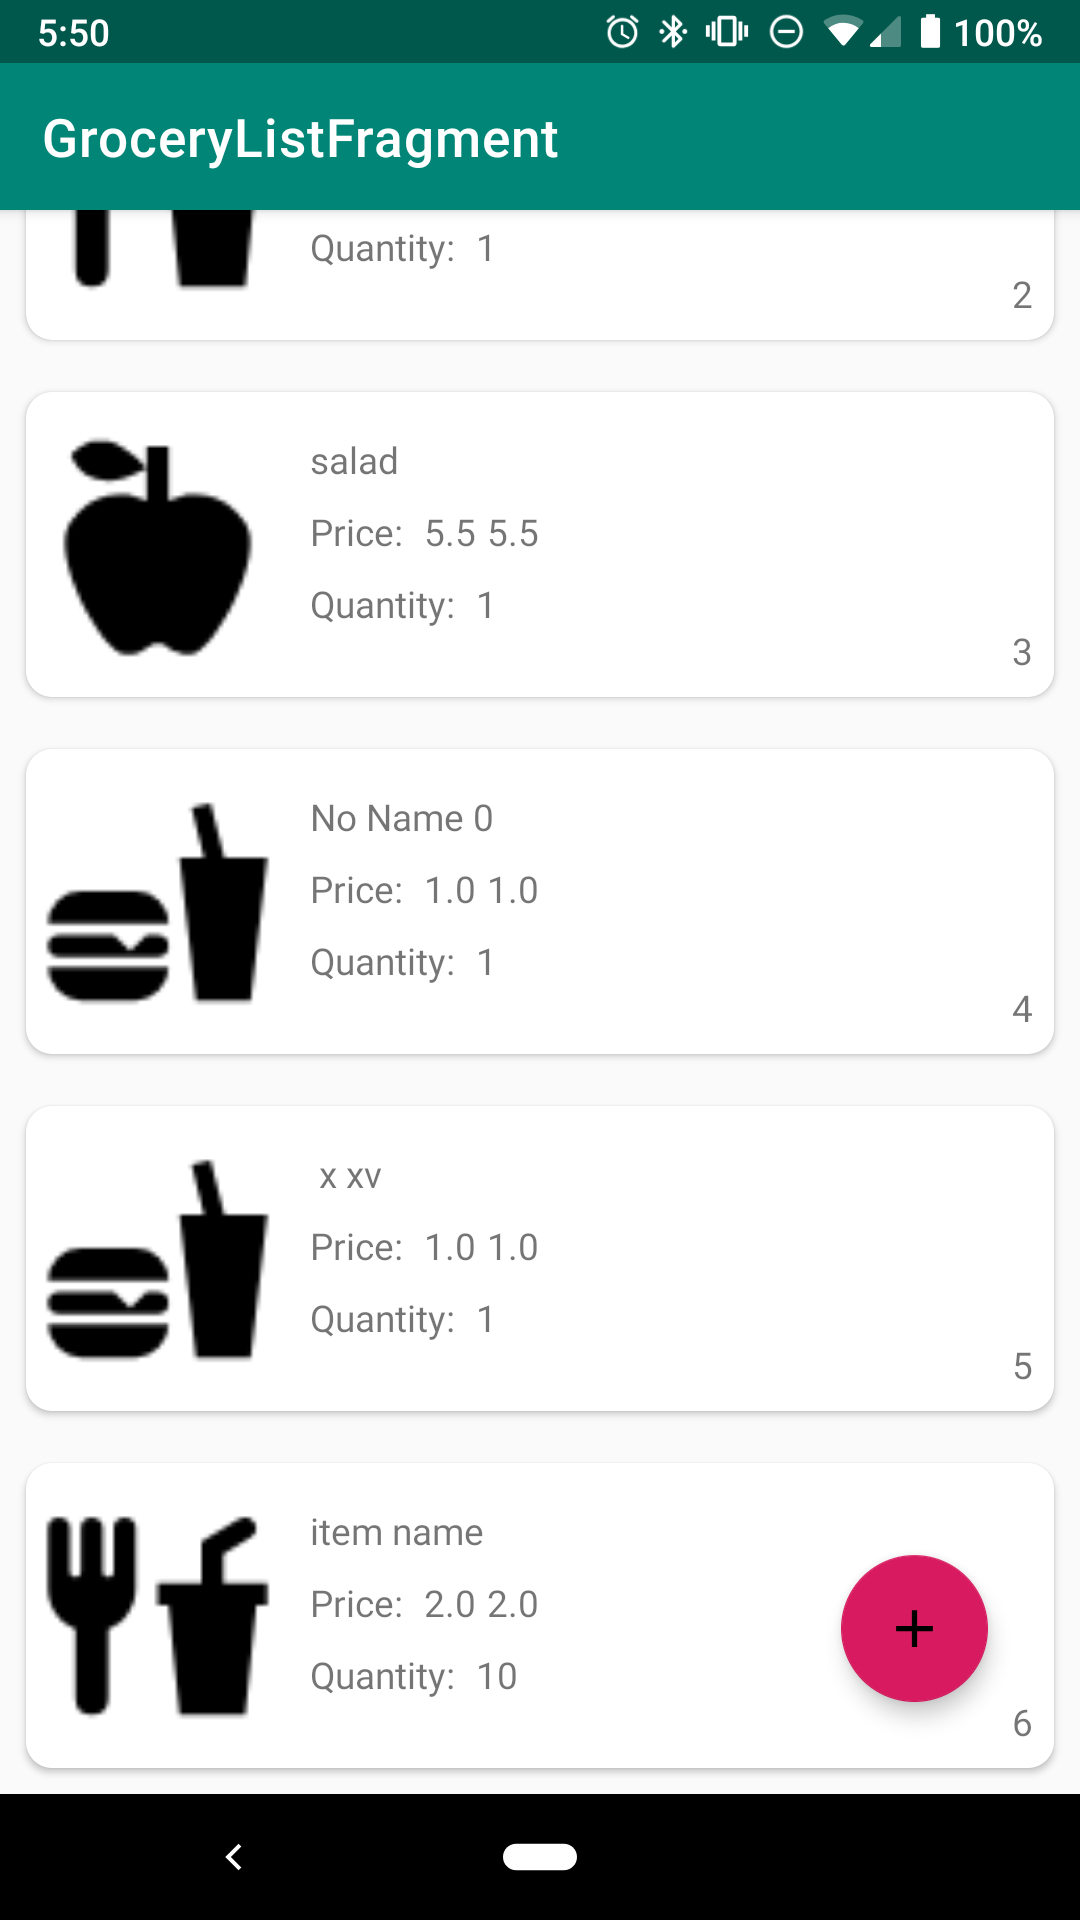 5:50 100%
GroceryListFragment
Quantity: 1
2
salad
Price: 5.5 5.5
Quantity: 1
3
No Name 0
Price: 1.0 1.0
Quantity: 1
4
x xv
Price: 1.0 1.0
Quantity: 1
5
item name
Price: 2.0 2.0
Quantity: 10
6